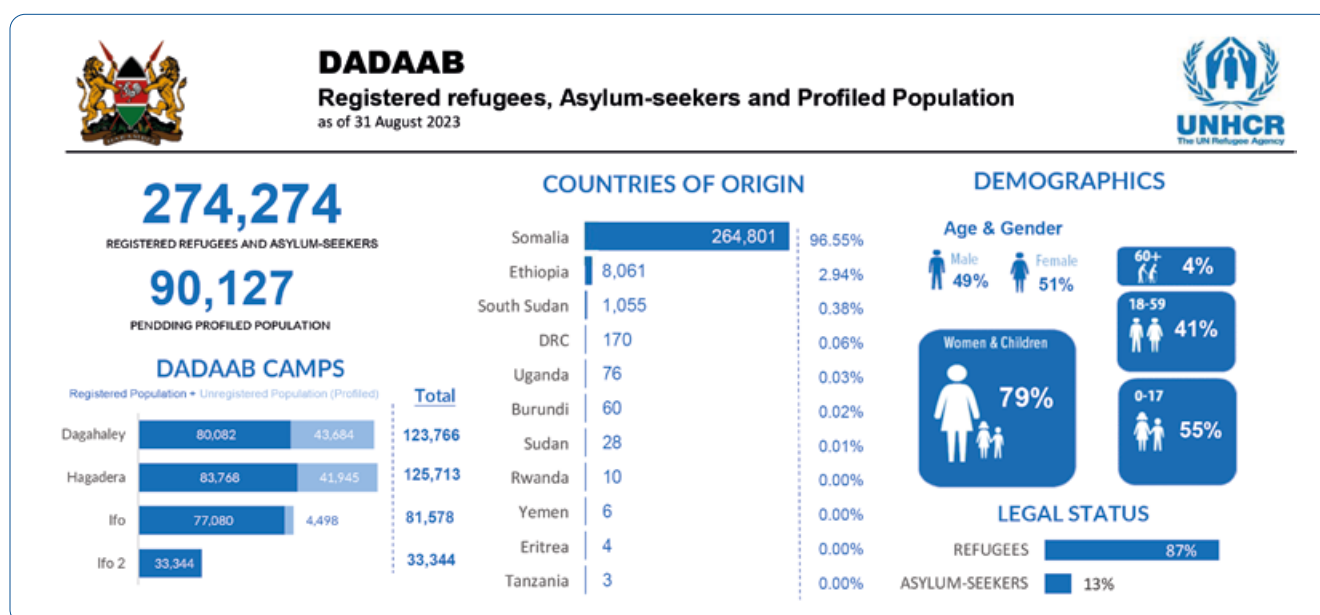 DADAAB
Registered refugees, Asylum-seekers and Profiled Population
as of 31 August 2023
UNHCR
The UN Refugee Agency
274,274
REGISTERED REFUGEES AND ASYLUM-SEEKERS
90,127
PENDDING PROFILED POPULATION
DADAAB CAMPS
Registered Population + Unregistered Population (Profiled)
Total
Dagahaley 80,082 43,684 123,766
Hagadera 83,768 41,945 125,713
Ifo 77,080 4,498 81,578
Ifo 2 33,344 33,344
COUNTRIES OF ORIGIN
Somalia 264,801 96.55%
Ethiopia 8,061 2.94%
South Sudan 1,055 0.38%
DRC 170 0.06%
Uganda 76 0.03%
Burundi 60 0.02%
Sudan 28 0.01%
Rwanda 10 0.00%
Yemen 6 0.00%
Eritrea 4 0.00%
Tanzania 3 0.00%
DEMOGRAPHICS
Age & Gender
Male 49%
Female 51%
Women & Children
79%
60+ 4%
18-59
41%
0-17
55%
LEGAL STATUS
REFUGEES 87%
ASYLUM-SEEKERS 13%